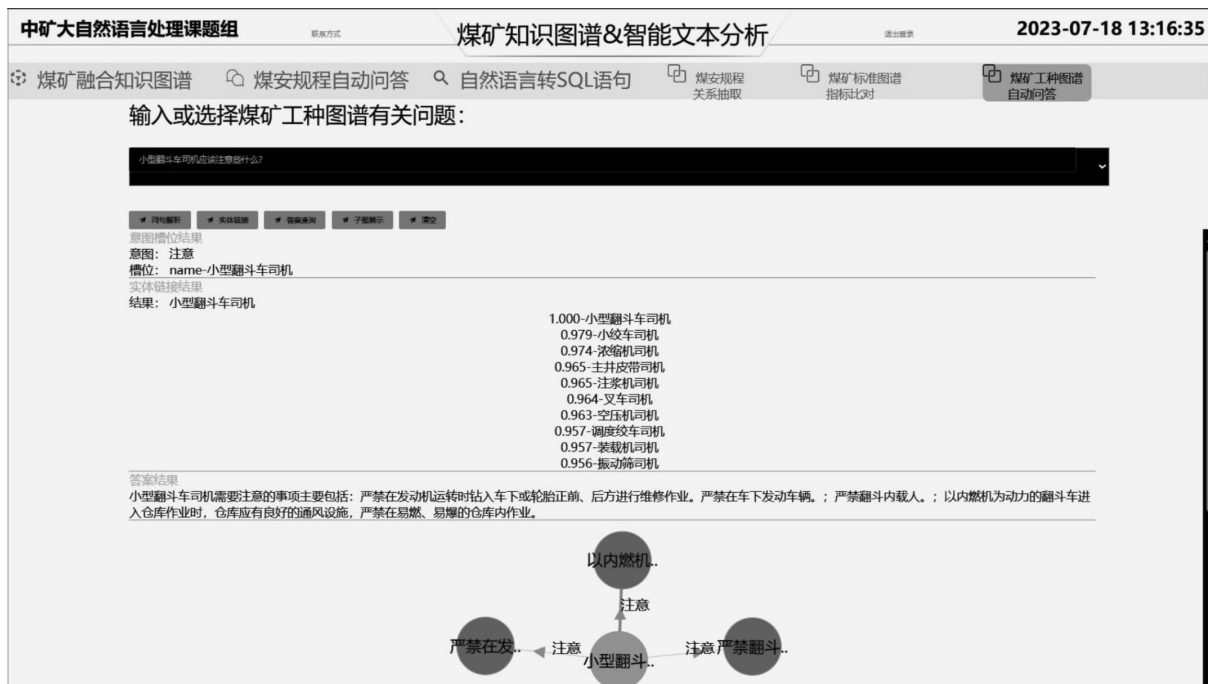 中矿大自然语言处理课题组 联系方式 煤矿知识图谱&智能文本分析 退出登录 2023-07-18 13:16:35
煤矿融合知识图谱 煤安规程自动问答 自然语言转SQL语句 煤安规程 关系抽取 煤矿标准图谱 指标比对 煤矿工种图谱 自动问答
输入或选择煤矿工种图谱有关问题：
小型翻斗车司机应该注意些什么?
问句解析 实体链接 答案查询 子图展示 清空
意图槽位结果
意图： 注意
槽位： name-小型翻斗车司机
实体链接结果
结果： 小型翻斗车司机
1.000-小型翻斗车司机
0.979-小绞车司机
0.974-浓缩机司机
0.965-主井皮带司机
0.965-注浆机司机
0.964-叉车司机
0.963-空压机司机
0.957-调度绞车司机
0.957-装载机司机
0.956-振动筛司机
答案结果
小型翻斗车司机需要注意的事项主要包括：严禁在发动机运转时钻入车下或轮胎正前、后方进行维修作业。严禁在车下发动车辆。；严禁翻斗内载人。；以内燃机为动力的翻斗车进
入仓库作业时，仓库应有良好的通风设施，严禁在易燃、易爆的仓库内作业。
以内燃机..
注意
严禁在发.. 注意 小型翻斗.. 注意 严禁翻斗..